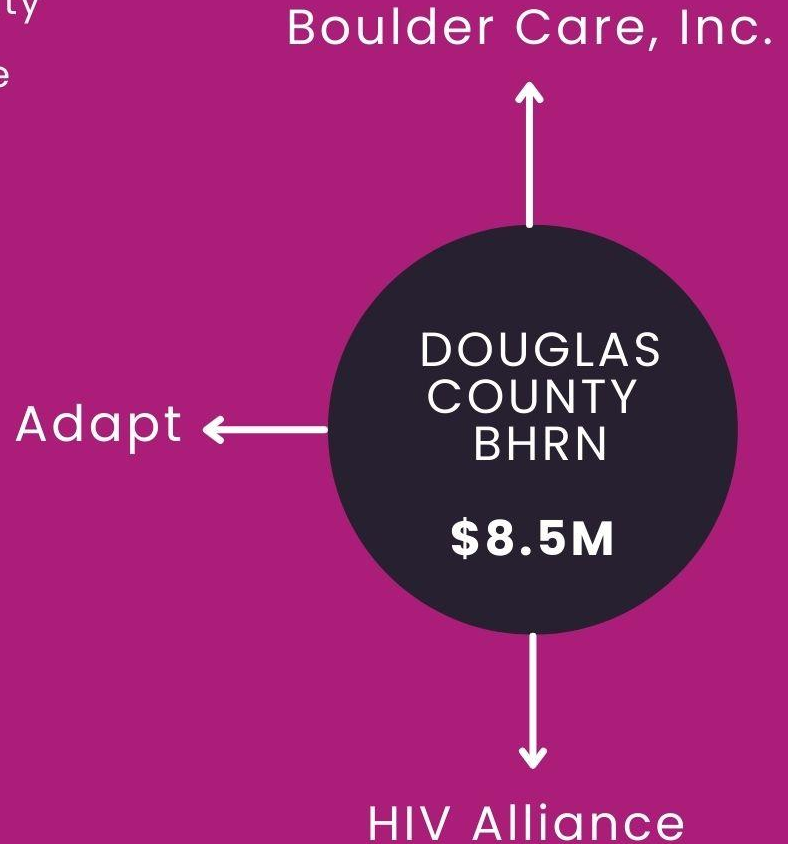 Boulder Care, Inc.
DOUGLAS
COUNTY
BHRN
$8.5M
Adapt
HIV Alliance